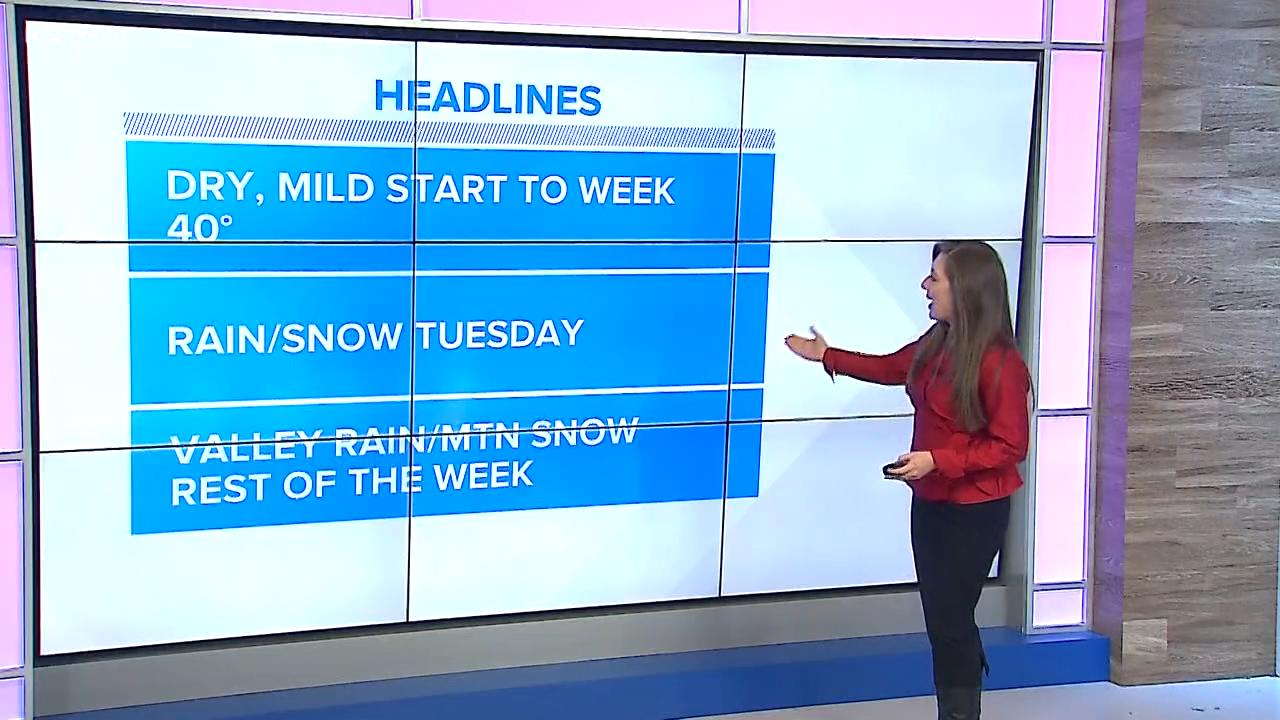 HEADLINES
DRY, MILD START TO WEEK
40°
RAIN/SNOW TUESDAY
VALLEY RAIN/MTN SNOW
REST OF THE WEEK